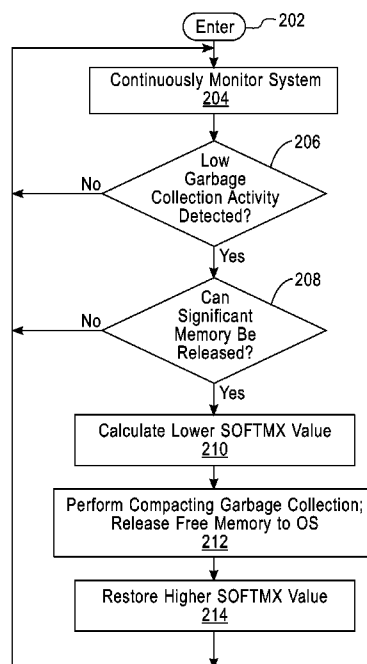 Enter
202
Continuously Monitor System
204
206
Low
Garbage
Collection Activity
Detected?
No
Yes
208
Can
Significant
Memory Be
Released?
No
Yes
Calculate Lower SOFTMX Value
210
Perform Compacting Garbage Collection;
Release Free Memory to OS
212
Restore Higher SOFTMX Value
214